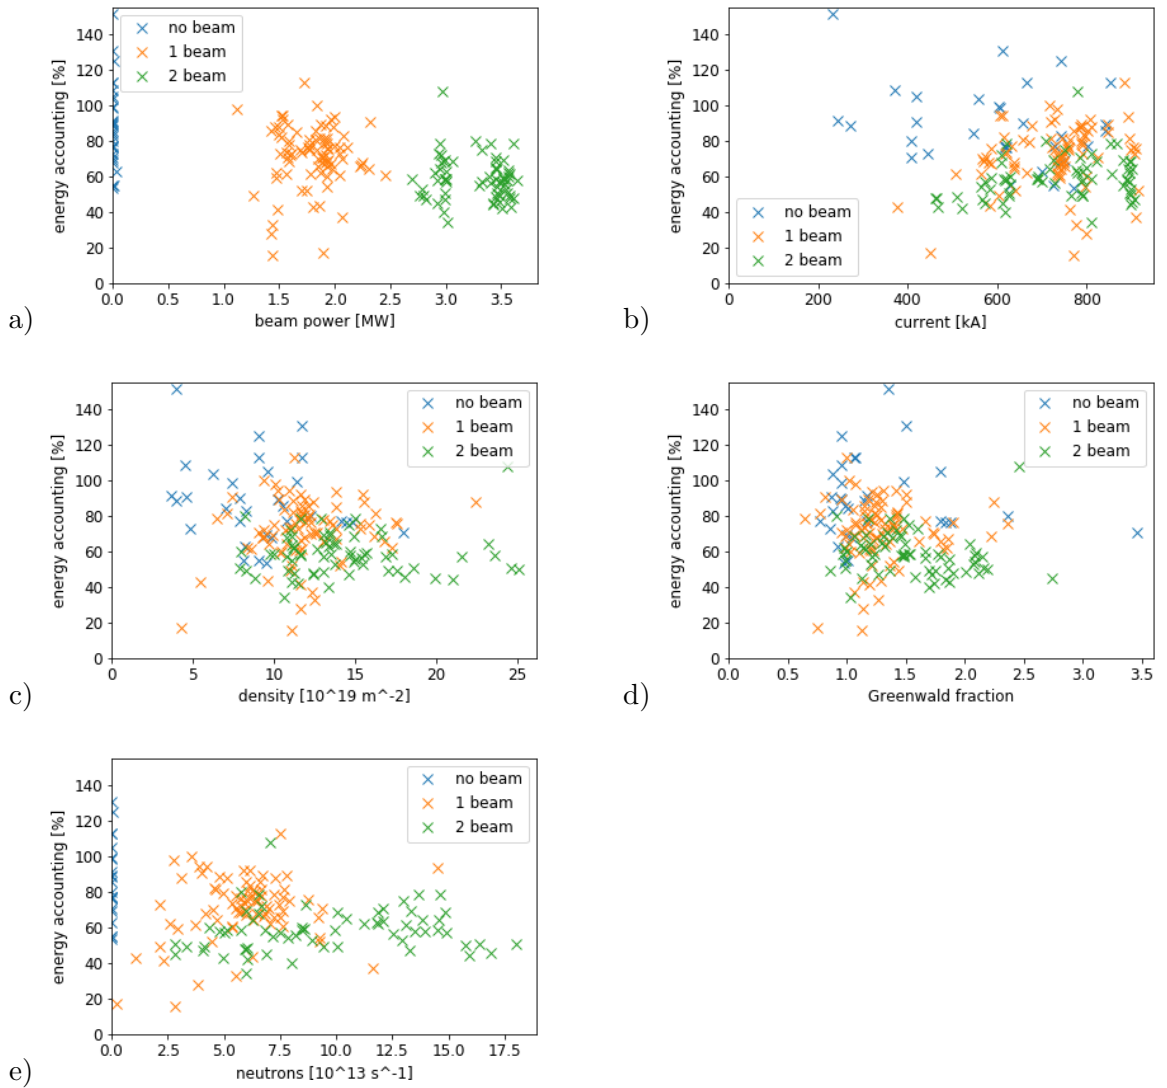 a)
energy accounting [%]
140
120
100
80
60
40
20
0
no beam
1 beam
2 beam
0.0 0.5 1.0 1.5 2.0 2.5 3.0 3.5
beam power [MW]
b)
energy accounting [%]
140
120
100
80
60
40
20
0
no beam
1 beam
2 beam
0 200 400 600 800
current [kA]
c)
energy accounting [%]
140
120
100
80
60
40
20
0
no beam
1 beam
2 beam
0 5 10 15 20 25
density [10^19 m^-2]
d)
energy accounting [%]
140
120
100
80
60
40
20
0
no beam
1 beam
2 beam
0.0 0.5 1.0 1.5 2.0 2.5 3.0 3.5
Greenwald fraction
e)
energy accounting [%]
140
120
100
80
60
40
20
0
no beam
1 beam
2 beam
0.0 2.5 5.0 7.5 10.0 12.5 15.0 17.5
neutrons [10^13 s^-1]